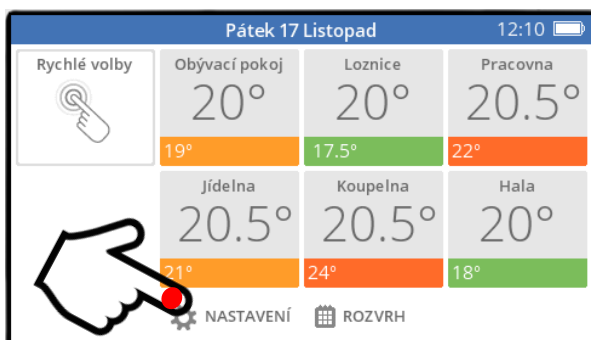 Pátek 17 Listopad 12:10
Rychlé volby
Obývací pokoj
20°
19°
Loznice
20°
17.5°
Pracovna
20.5°
22°
Jídelna
20.5°
21°
Koupelna
20.5°
24°
Hala
20°
18°
NASTAVENÍ ROZVRH